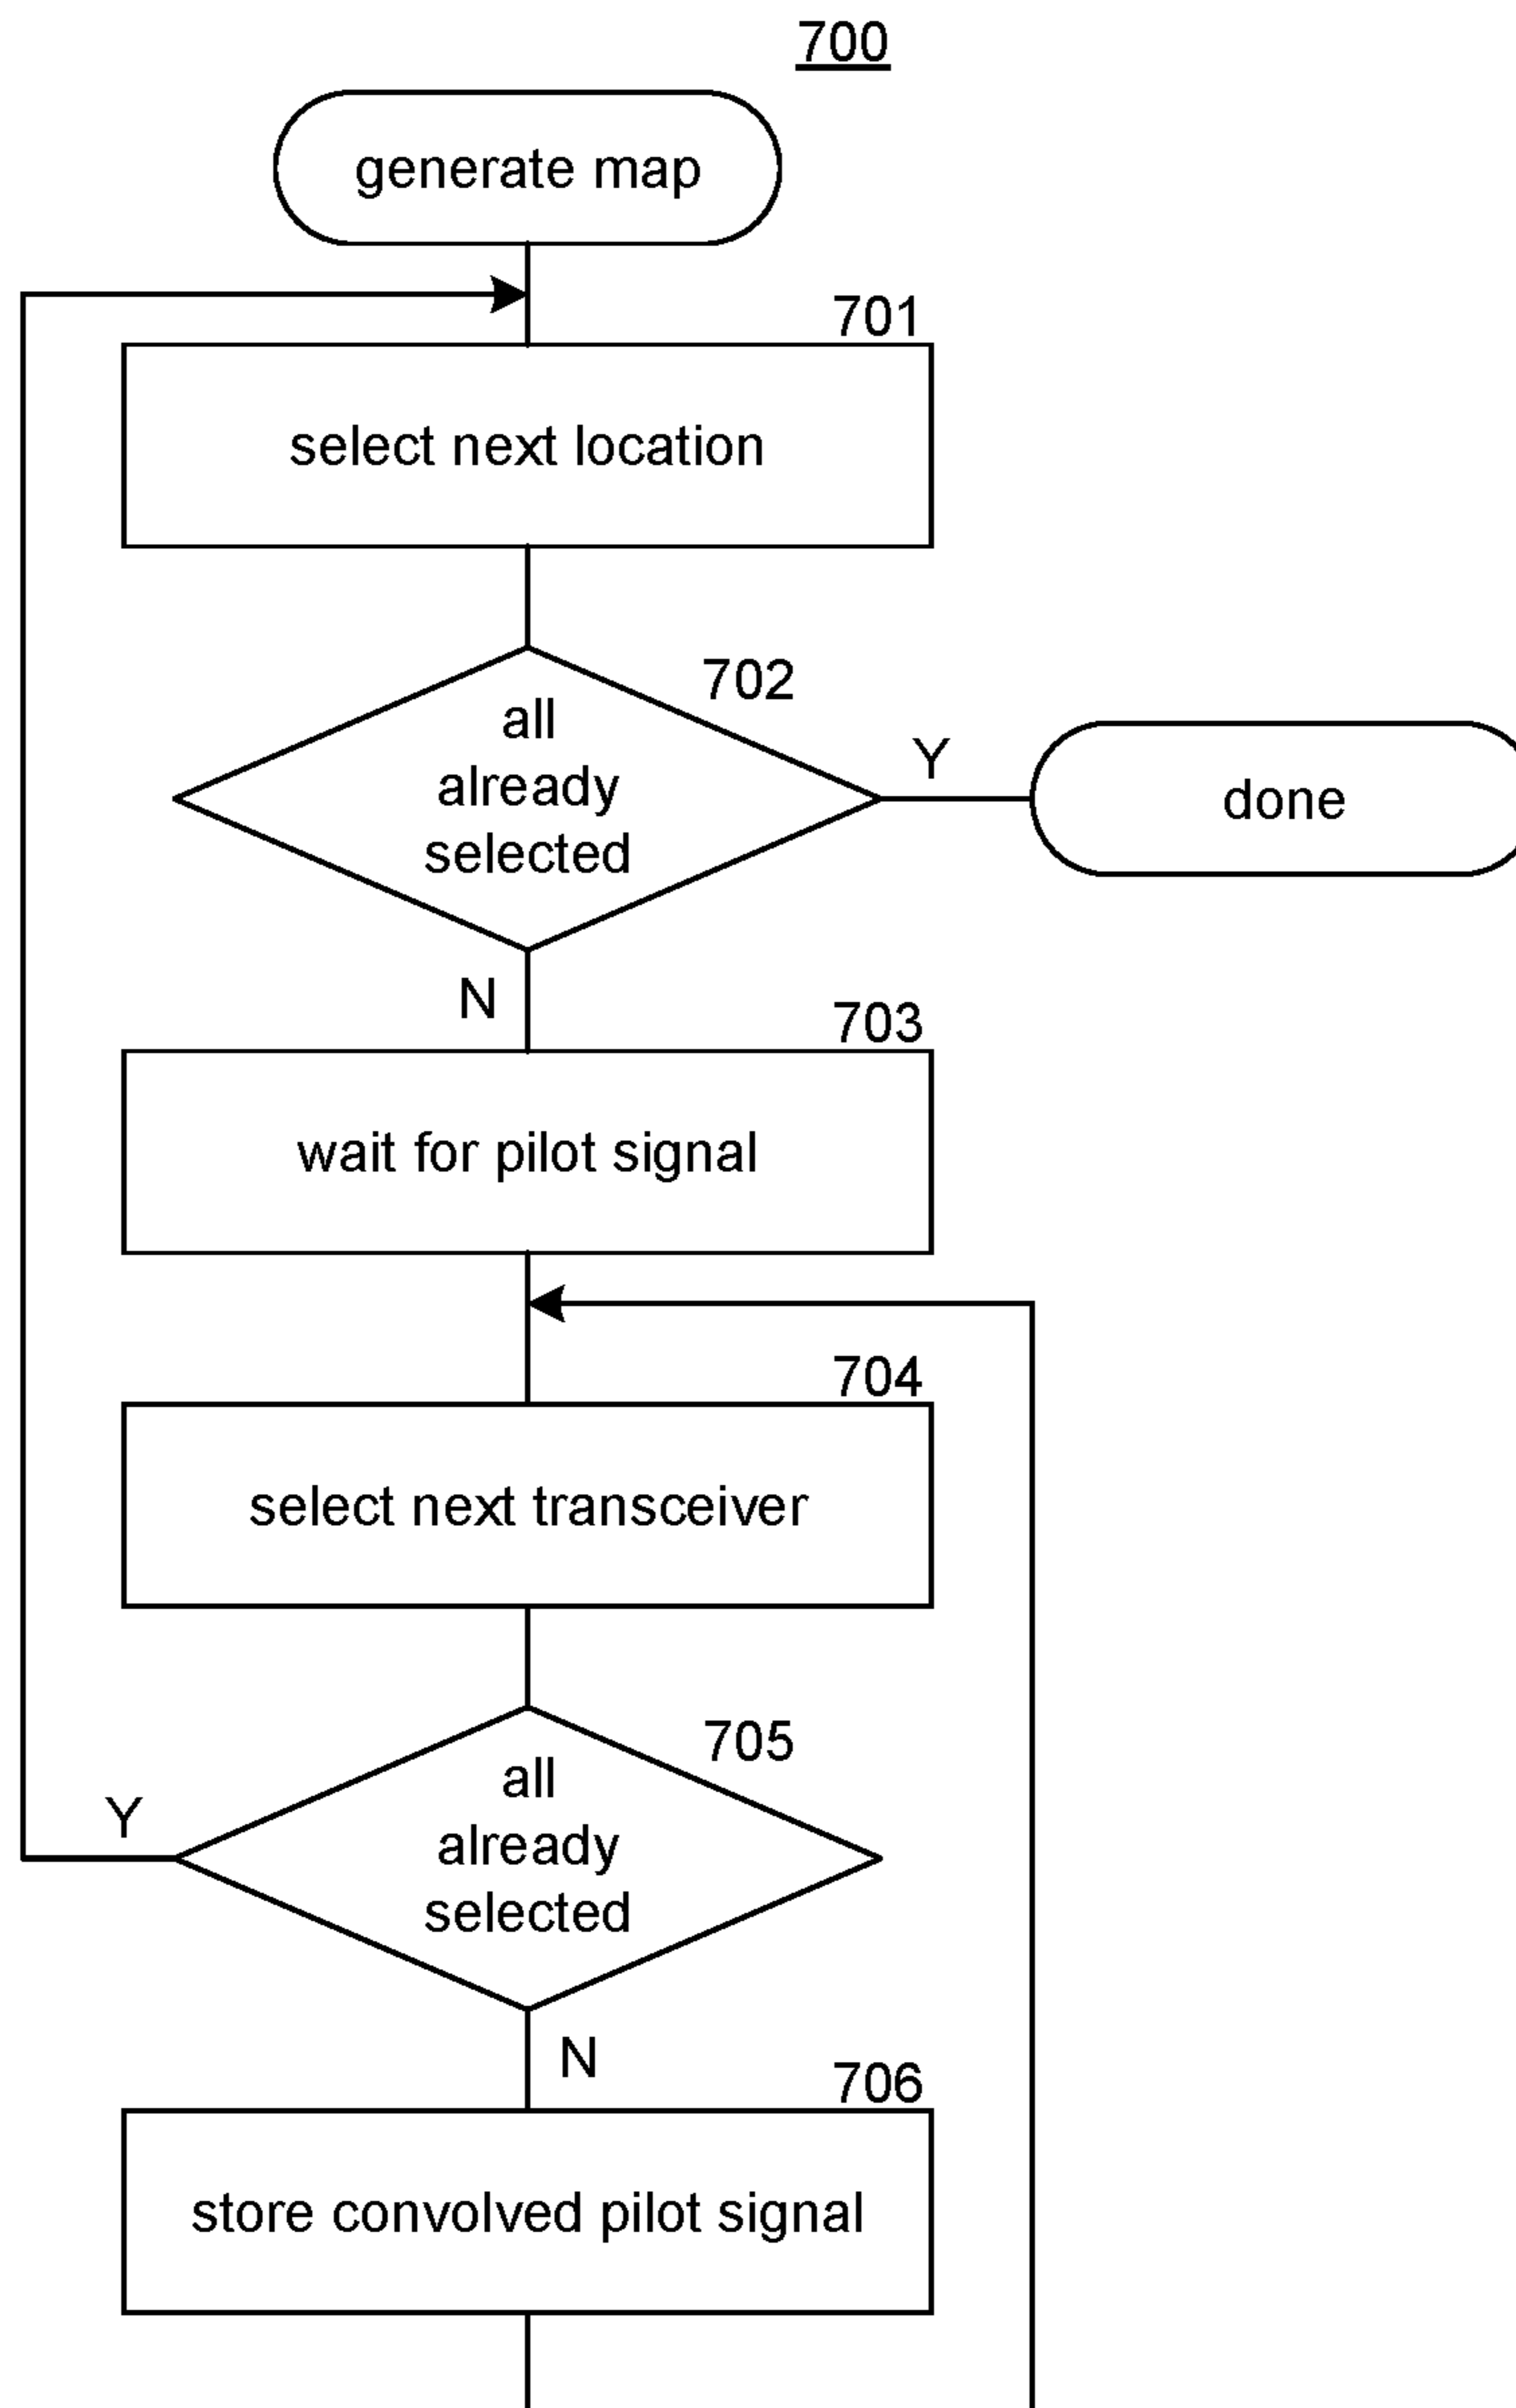 700
generate map
701
select next location
702
all
already
selected
Y
done
N
703
wait for pilot signal
704
select next transceiver
705
all
already
selected
Y
N
706
store convolved pilot signal